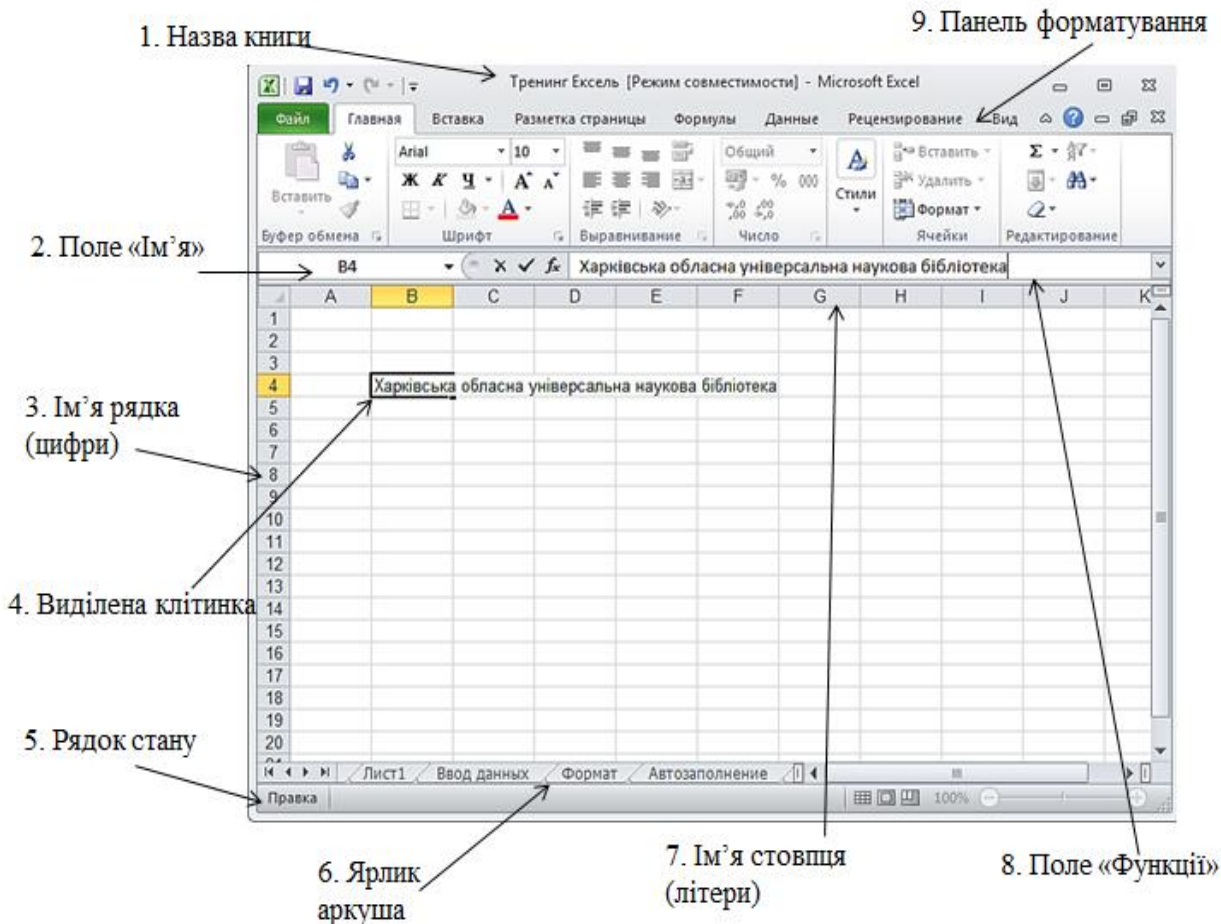 1. Назва книги
9. Панель форматування
Тренинг Ексель [Режим совместимости] - Microsoft Excel
Файл Главная Вставка Разметка страницы Формулы Данные Рецензирование Вид
Arial 10 Общий Вставить Σ
Вставить Ж К Ч A A % 000 Стили Удалить
A ,00 ,00 Формат
Буфер обмена Шрифт Выравнивание Число Ячейки Редактирование
2. Поле «Ім’я»
B4 fx Харківська обласна універсальна наукова бібліотека
A B C D E F G H I J K
1
2
3
4 Харківська обласна універсальна наукова бібліотека
5
6
7
8
9
10
11
12
13
14
15
16
17
18
19
20
3. Ім’я рядка
(цифри)
4. Виділена клітинка
5. Рядок стану
Лист1 Ввод данных Формат Автозаполнение
Правка 100%
6. Ярлик
аркуша
7. Ім’я стовпця
(літери)
8. Поле «Функції»